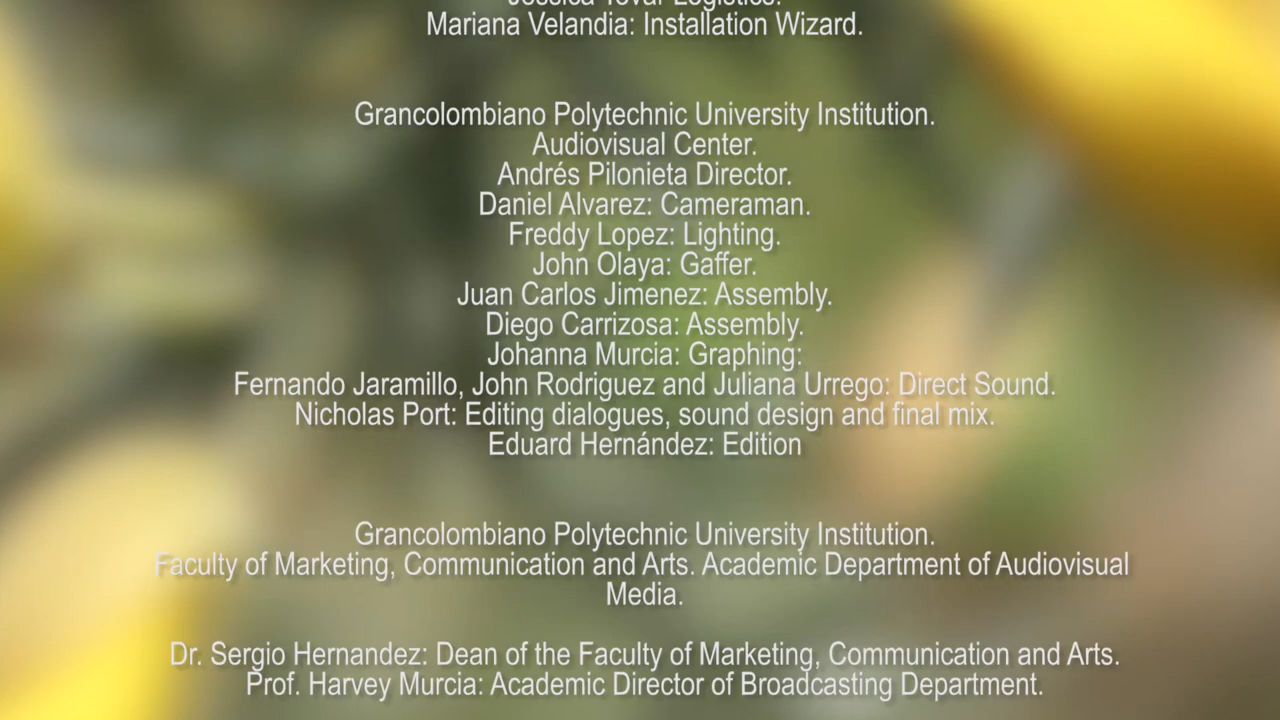 Jessica Tovar Logistics.
Mariana Velandia: Installation Wizard.
Grancolombiano Polytechnic University Institution.
Audiovisual Center.
Andrés Pilonieta Director.
Daniel Alvarez: Cameraman.
Freddy Lopez: Lighting.
John Olaya: Gaffer.
Juan Carlos Jimenez: Assembly.
Diego Carrizosa: Assembly.
Johanna Murcia: Graphing:
Fernando Jaramillo, John Rodriguez and Juliana Urrego: Direct Sound.
Nicholas Port: Editing dialogues, sound design and final mix.
Eduard Hernández: Edition
Grancolombiano Polytechnic University Institution.
Faculty of Marketing, Communication and Arts. Academic Department of Audiovisual
Media.
Dr. Sergio Hernandez: Dean of the Faculty of Marketing, Communication and Arts.
Prof. Harvey Murcia: Academic Director of Broadcasting Department.